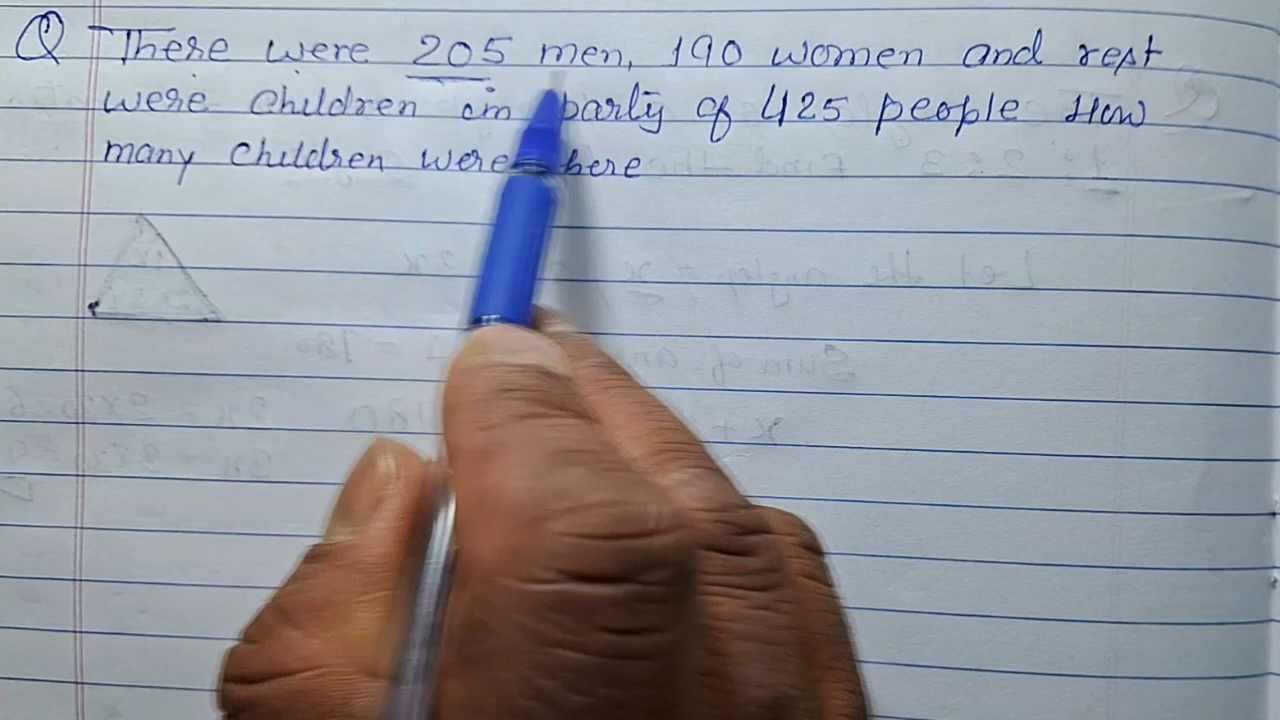 Q There were 205 men, 190 women and rest
were children in party of 425 people How
many children were here